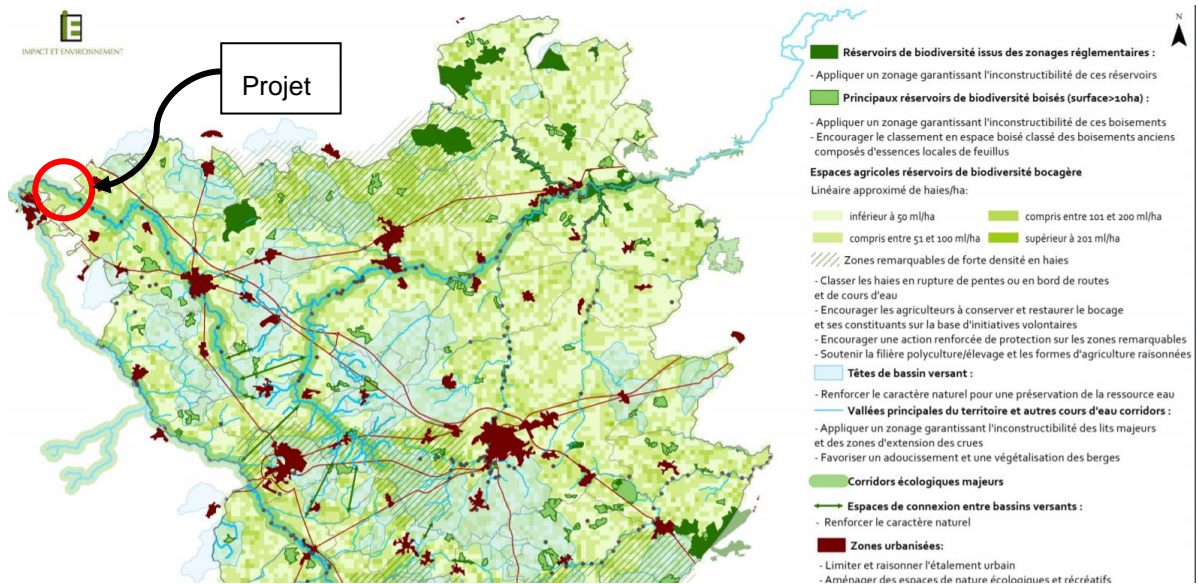 IE
IMPACT ET ENVIRONNEMENT
Projet
N
Réservoirs de biodiversité issus des zonages réglementaires :
- Appliquer un zonage garantissant l'inconstructibilité de ces réservoirs
Principaux réservoirs de biodiversité boisés (surface>10ha) :
- Appliquer un zonage garantissant l'inconstructibilité de ces boisements
- Encourager le classement en espace boisé classé des boisements anciens
composés d'essences locales de feuillus
Espaces agricoles réservoirs de biodiversité bocagère
Linéaire approximé de haies/ha:
inférieur à 50 ml/ha
compris entre 101 et 200 ml/ha
compris entre 51 et 100 ml/ha
supérieur à 201 ml/ha
Zones remarquables de forte densité en haies
- Classer les haies en rupture de pentes ou en bord de routes
et de cours d'eau
- Encourager les agriculteurs à conserver et restaurer le bocage
et ses constituants sur la base d'initiatives volontaires
- Encourager une action renforcée de protection sur les zones remarquables
- Soutenir la filière polyculture/élevage et les formes d'agriculture raisonnées
Têtes de bassin versant :
- Renforcer le caractère naturel pour une préservation de la ressource eau
Vallées principales du territoire et autres cours d'eau corridors :
- Appliquer un zonage garantissant l'inconstructibilité des lits majeurs
et des zones d'extension des crues
- Favoriser un adoucissement et une végétalisation des berges
Corridors écologiques majeurs
Espaces de connexion entre bassins versants :
- Renforcer le caractère naturel
Zones urbanisées:
- Limiter et raisonner l'étalement urbain
- Aménager des espaces de nature écologiques et récréatifs